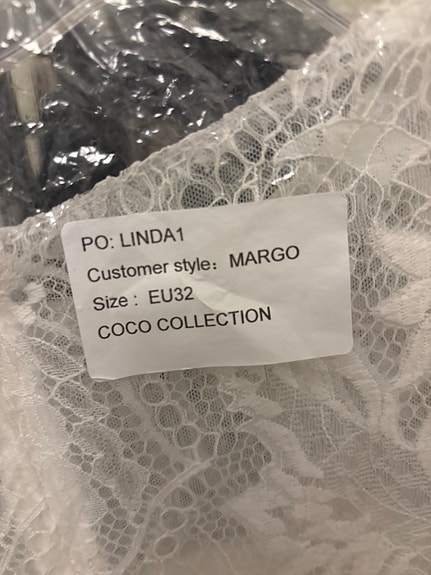 PO: LINDA1
Customer style: MARGO
Size : EU32
COCO COLLECTION